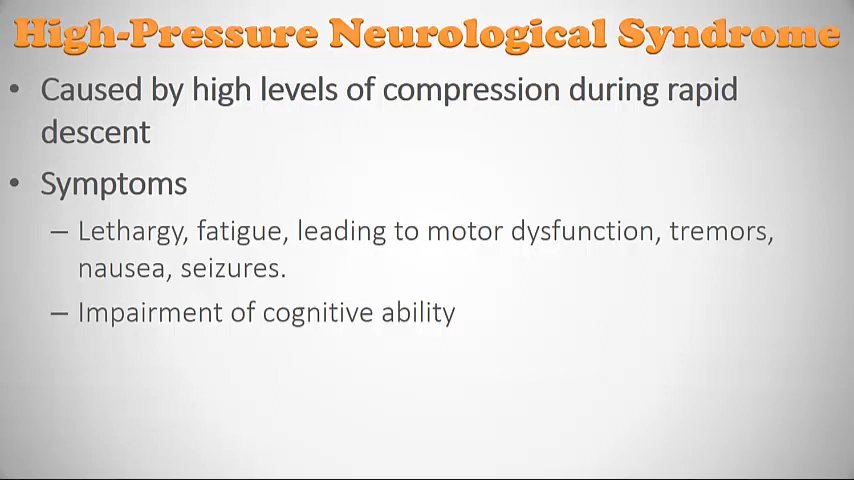 High-Pressure Neurological Syndrome
• Caused by high levels of compression during rapid
descent
• Symptoms
– Lethargy, fatigue, leading to motor dysfunction, tremors,
nausea, seizures.
– Impairment of cognitive ability